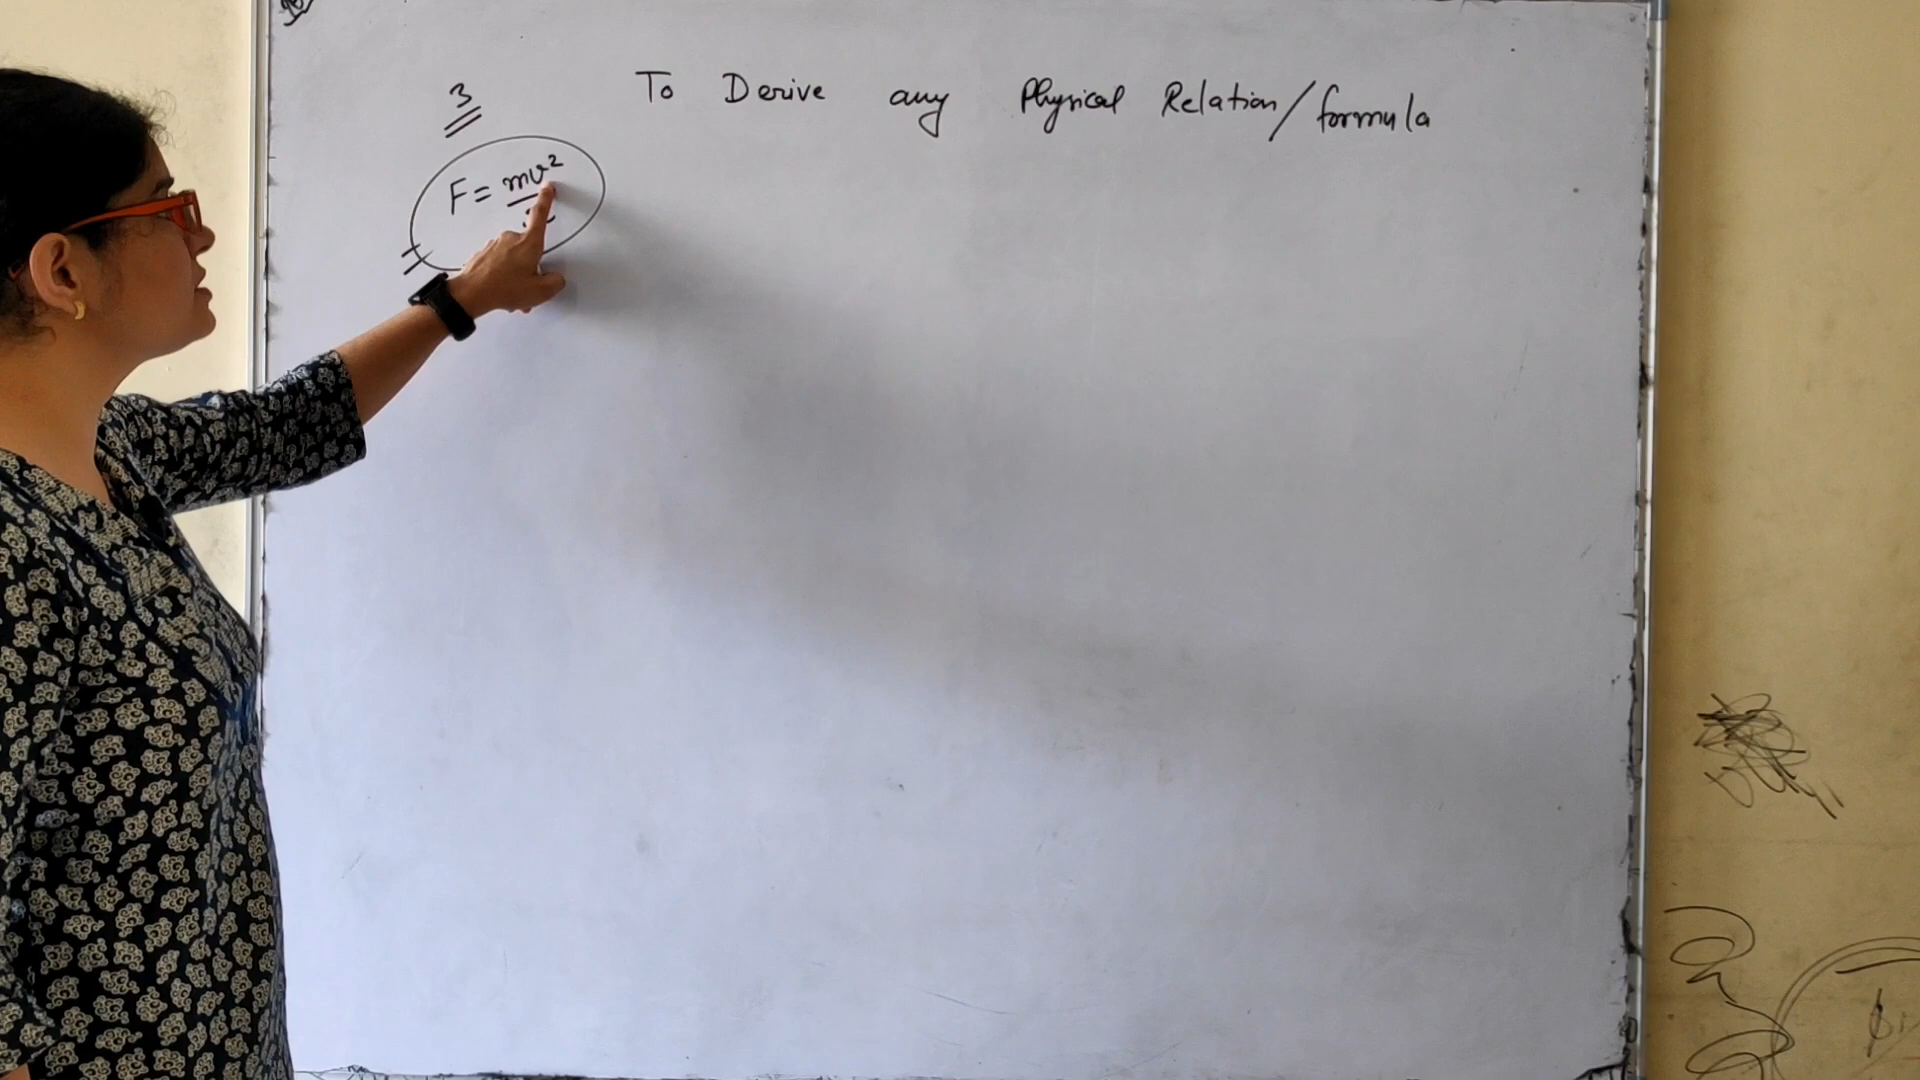 3
To Derive any Physical Relation/formula
F = mv²